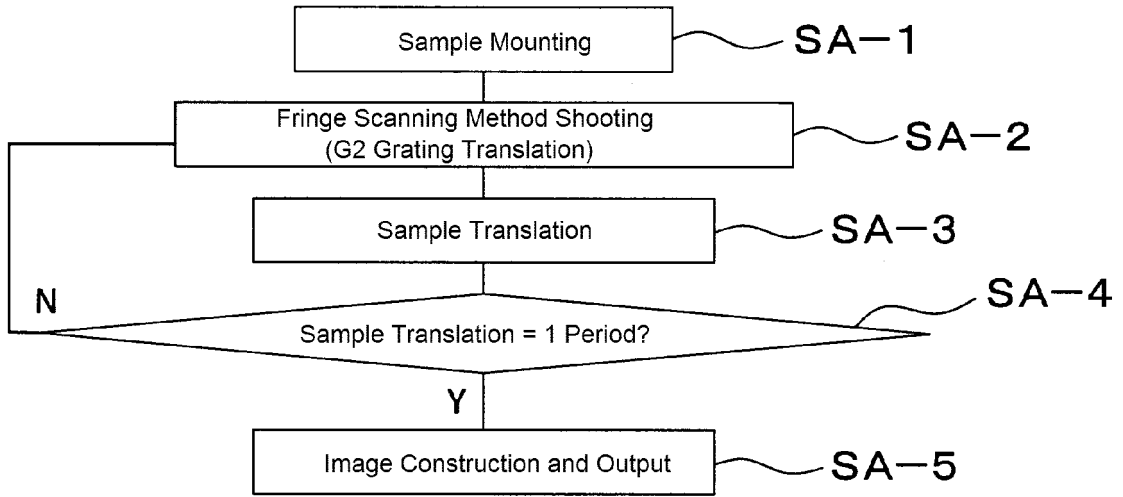 Sample Mounting
SA-1
Fringe Scanning Method Shooting
(G2 Grating Translation)
SA-2
Sample Translation
SA-3
N
Sample Translation = 1 Period?
SA-4
Y
Image Construction and Output
SA-5